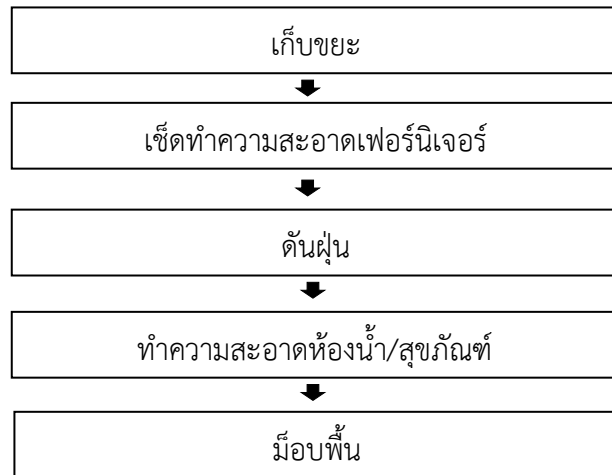 เก็บขยะ
เช็ดทำความสะอาดเฟอร์นิเจอร์
ดันฝุ่น
ทำความสะอาดห้องน้ำ/สุขภัณฑ์
ม็อบพื้น